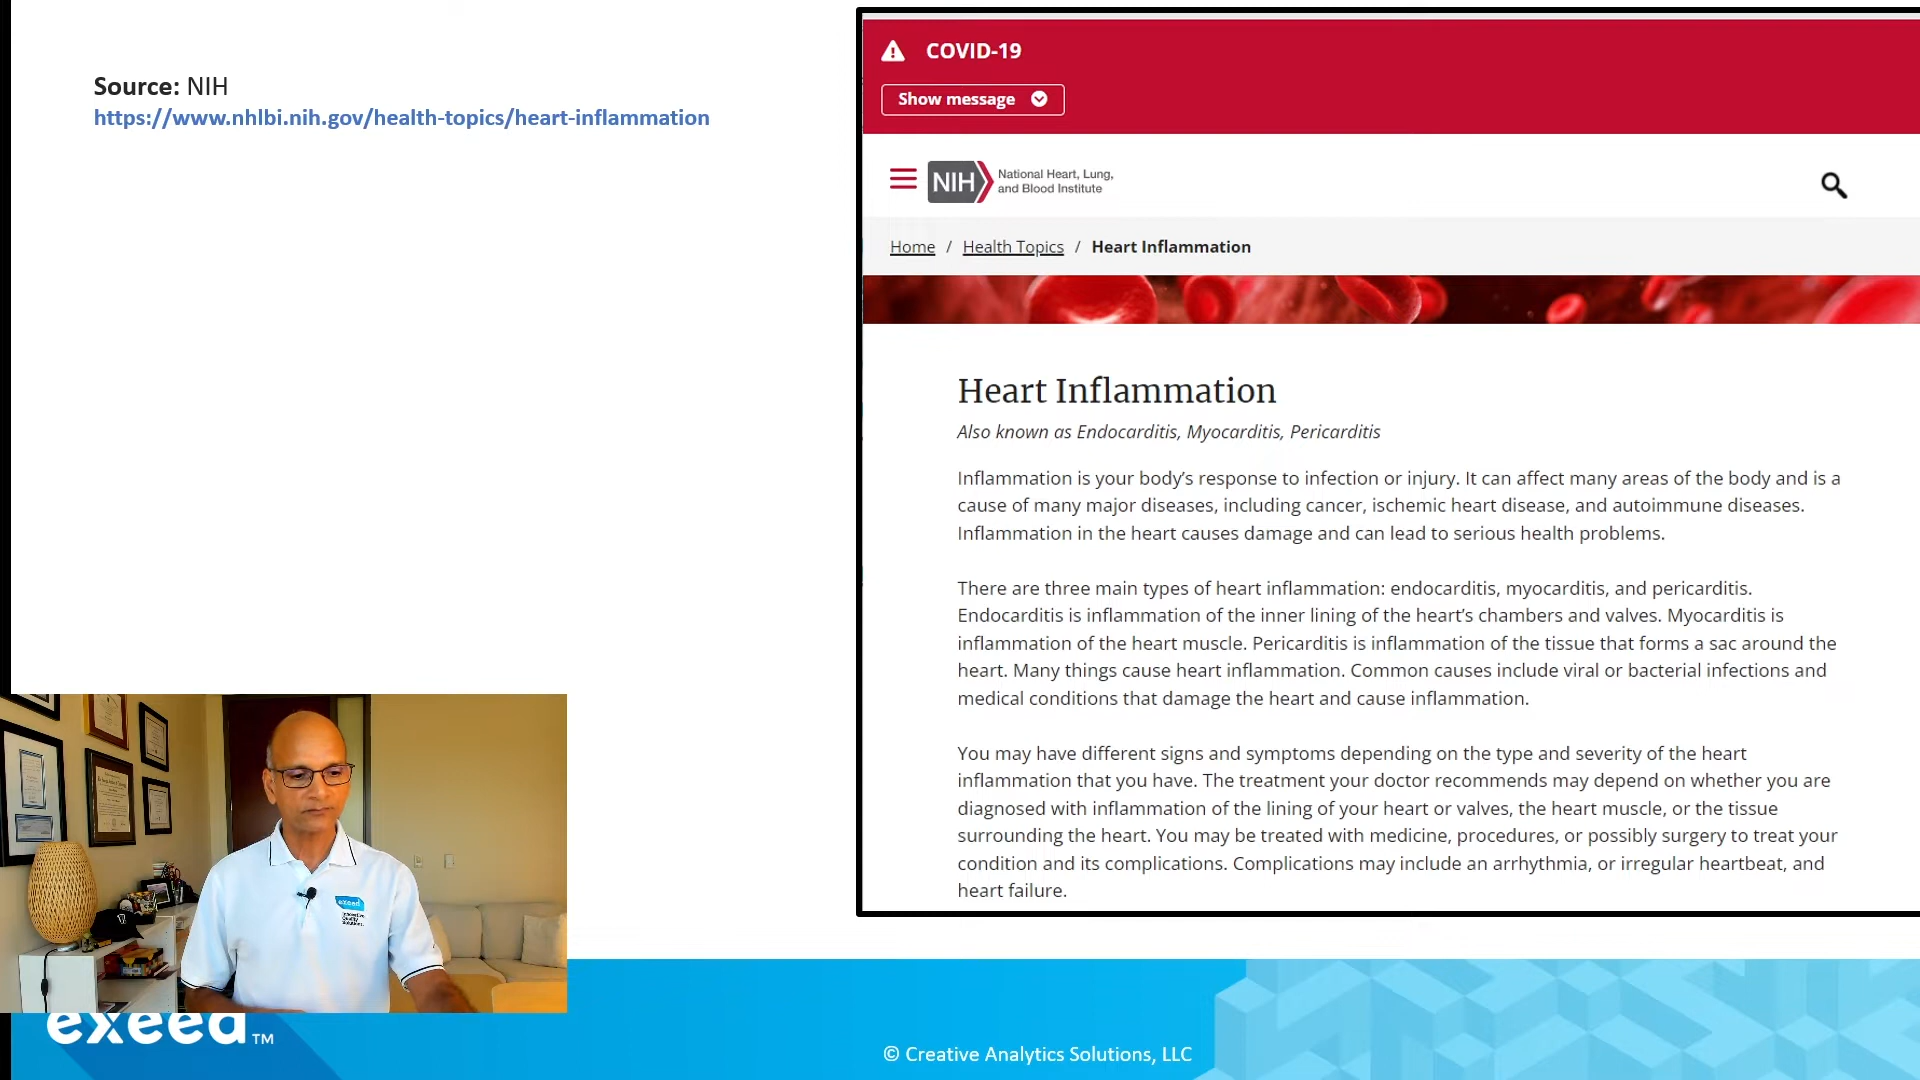 Source: NIH
https://www.nhlbi.nih.gov/health-topics/heart-inflammation
COVID-19
Show message
NIH
National Heart, Lung,
and Blood Institute
Home / Health Topics / Heart Inflammation
Heart Inflammation
Also known as Endocarditis, Myocarditis, Pericarditis
Inflammation is your body’s response to infection or injury. It can affect many areas of the body and is a
cause of many major diseases, including cancer, ischemic heart disease, and autoimmune diseases.
Inflammation in the heart causes damage and can lead to serious health problems.
There are three main types of heart inflammation: endocarditis, myocarditis, and pericarditis.
Endocarditis is inflammation of the inner lining of the heart’s chambers and valves. Myocarditis is
inflammation of the heart muscle. Pericarditis is inflammation of the tissue that forms a sac around the
heart. Many things cause heart inflammation. Common causes include viral or bacterial infections and
medical conditions that damage the heart and cause inflammation.
You may have different signs and symptoms depending on the type and severity of the heart
inflammation that you have. The treatment your doctor recommends may depend on whether you are
diagnosed with inflammation of the lining of your heart or valves, the heart muscle, or the tissue
surrounding the heart. You may be treated with medicine, procedures, or possibly surgery to treat your
condition and its complications. Complications may include an arrhythmia, or irregular heartbeat, and
heart failure.
exeed
Innovative
Quality
Solutions.
exeed™
© Creative Analytics Solutions, LLC